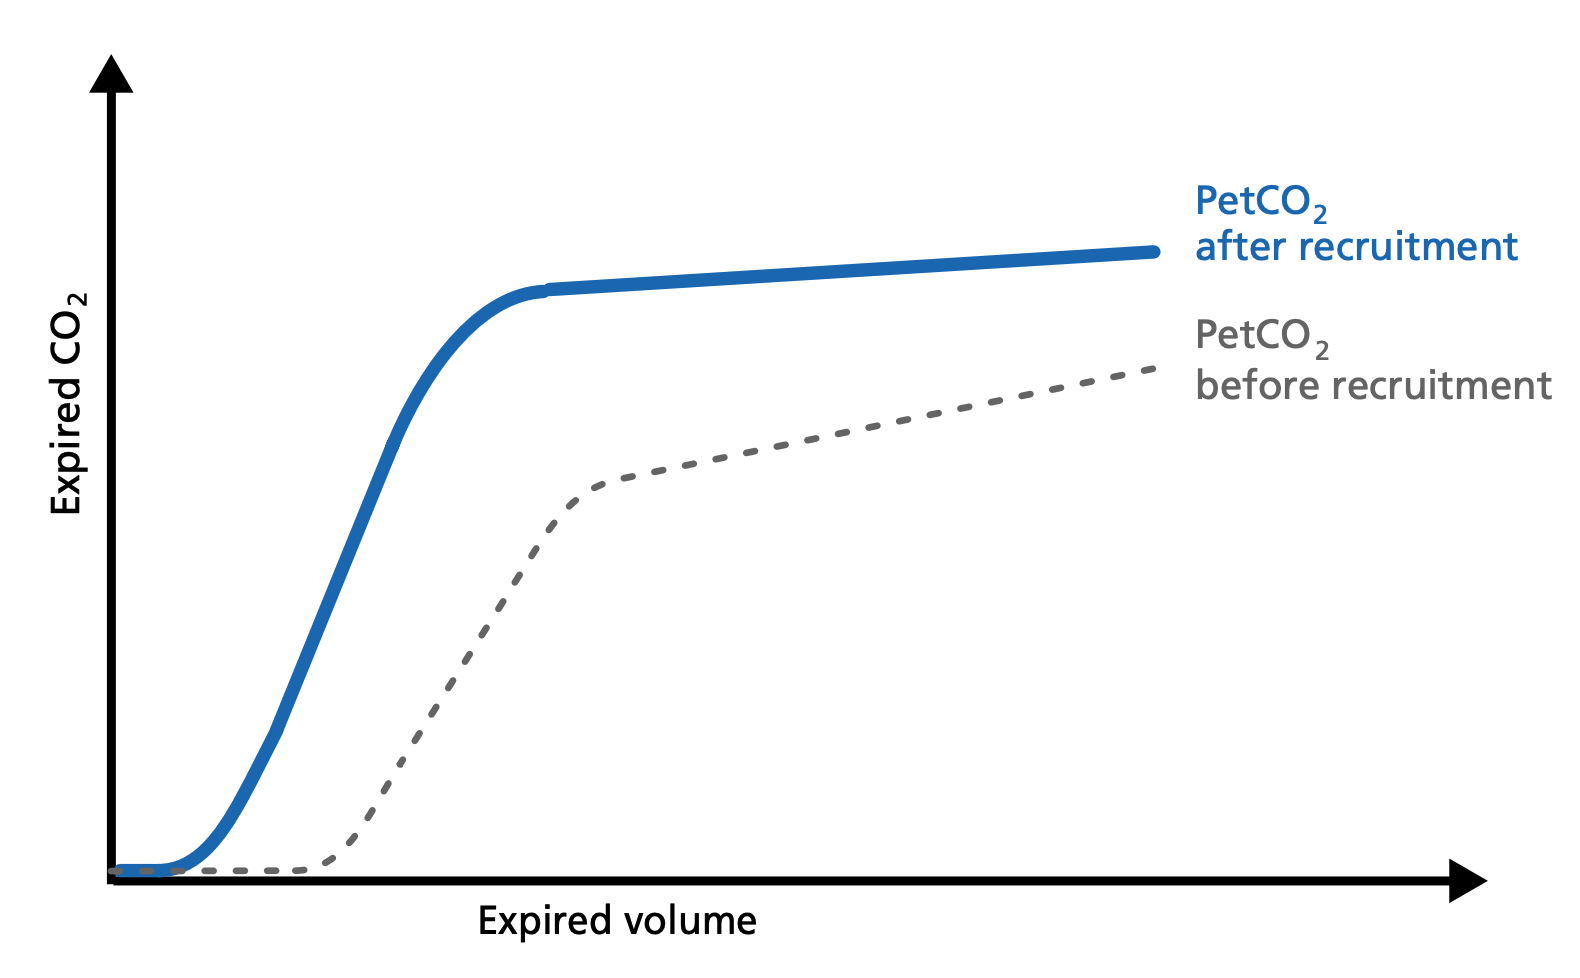 PetCO₂
after recruitment
PetCO₂
before recruitment
Expired CO₂
Expired volume